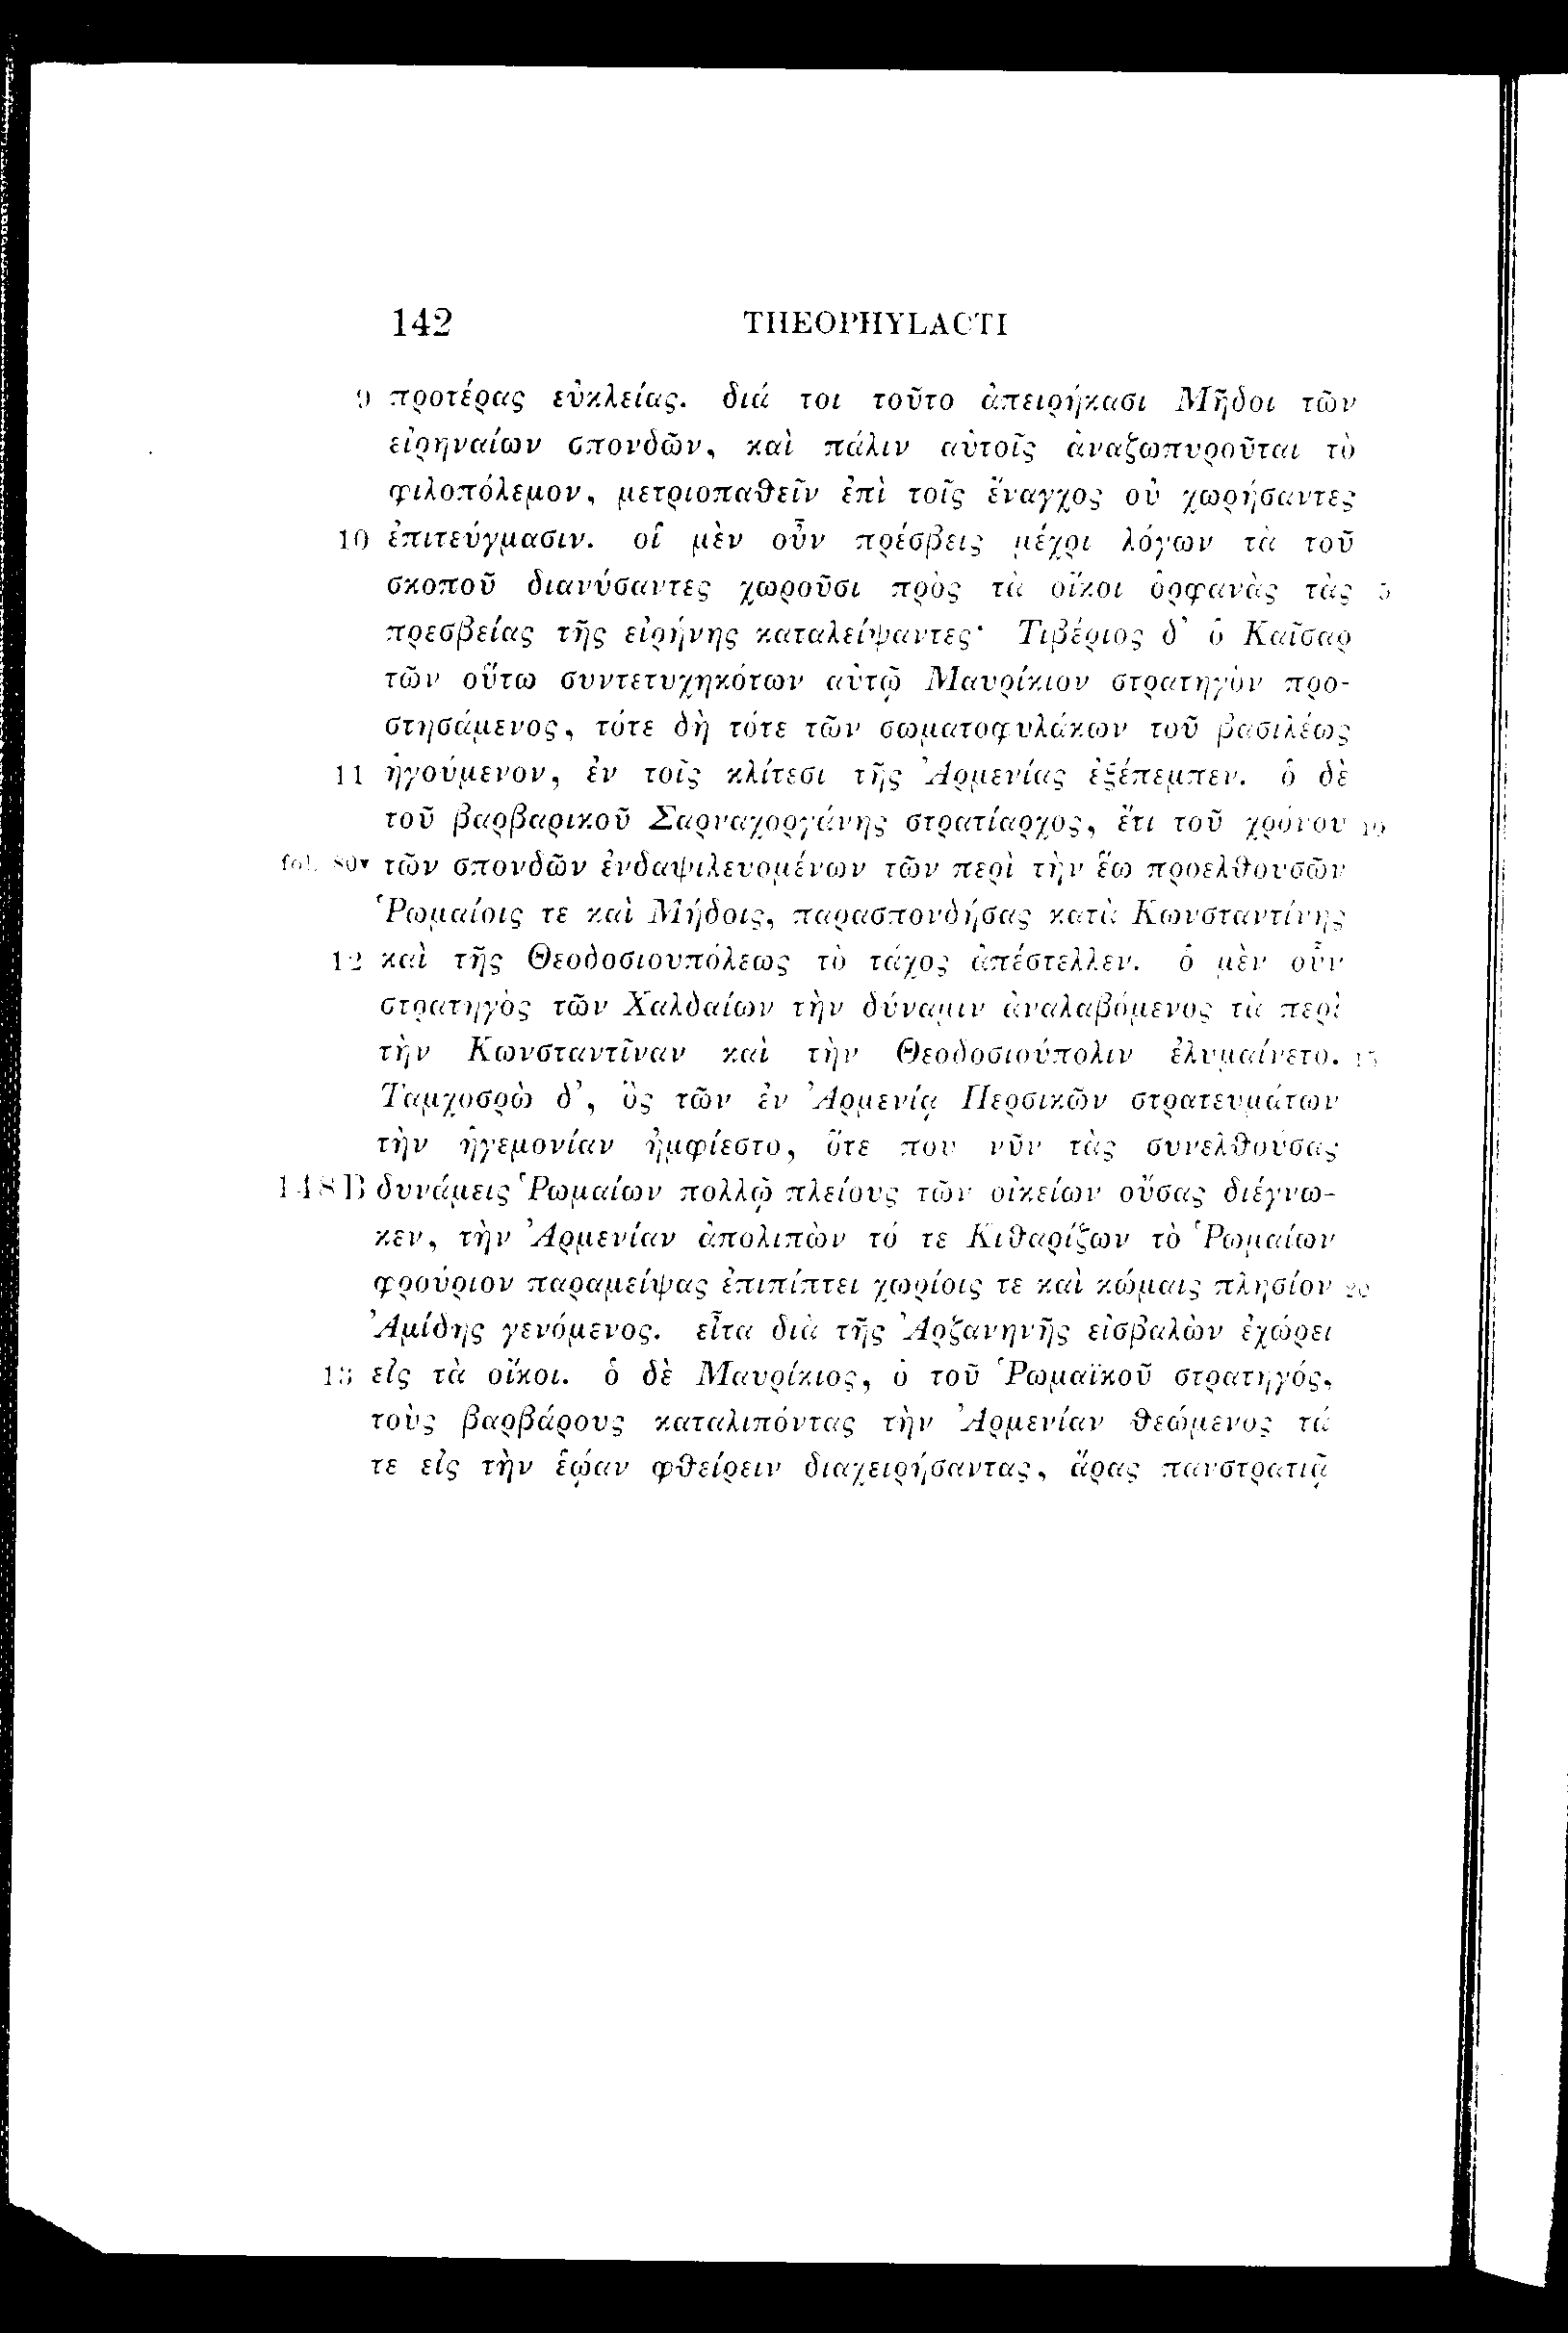 142 THEOPHYLACTI
9 προτέρας εὐκλείας. διά τοι τοῦτο ἀπειρήκασι Μῆδοι τῶν
εἰρηναίων σπονδῶν, καὶ πάλιν αὐτοῖς ἀναζωπυροῦται τὸ
φιλοπόλεμον, μετριοπαθεῖν ἐπὶ τοῖς ἔναγχος οὐ χωρήσαντες
10 ἐπιτεύγμασιν. οἱ μὲν οὖν πρέσβεις μέχρι λόγων τὰ τοῦ
σκοποῦ διανύσαντες χωροῦσι πρὸς τὰ οἴκοι ὀρφανὰς τὰς 5
πρεσβείας τῆς εἰρήνης καταλείψαντες· Τιβέριος δ' ὁ Καῖσαρ
τῶν οὕτω συντετυχηκότων αὐτῷ Μαυρίκιον στρατηγὸν προ-
στησάμενος, τότε δὴ τότε τῶν σωματοφυλάκων τοῦ βασιλέως
11 ἡγούμενον, ἐν τοῖς κλίτεσι τῆς Ἀρμενίας ἐξέπεμπεν. ὁ δὲ
τοῦ βαρβαρικοῦ Σαρναχοργάνης στρατίαρχος, ἔτι τοῦ χρόνου 10
fol. 80v τῶν σπονδῶν ἐνδαψιλευομένων τῶν περὶ τὴν ἕω προελθουσῶν
Ῥωμαίοις τε καὶ Μήδοις, παρασπονδήσας κατὰ Κωνσταντίνης
12 καὶ τῆς Θεοδοσιουπόλεως τὸ τάχος ἀπέστελλεν. ὁ μὲν οὖν
στρατηγὸς τῶν Χαλδαίων τὴν δύναμιν ἀναλαβόμενος τὰ περὶ
τὴν Κωνσταντῖναν καὶ τὴν Θεοδοσιούπολιν ἐλυμαίνετο. 15
Ταμχοσρὼ δ', ὃς τῶν ἐν Ἀρμενίᾳ Περσικῶν στρατευμάτων
τὴν ἡγεμονίαν ἠμφίεστο, ὅτε που νῦν τὰς συνελθούσας
148B δυνάμεις Ῥωμαίων πολλῷ πλείους τῶν οἰκείων οὔσας διέγνω-
κεν, τὴν Ἀρμενίαν ἀπολιπὼν τό τε Κιθαρίζων τὸ Ῥωμαίων
φρούριον παραμείψας ἐπιπίπτει χωρίοις τε καὶ κώμαις πλησίον 20
Ἀμίδης γενόμενος. εἶτα διὰ τῆς Ἀρζανηνῆς εἰσβαλὼν ἐχώρει
13 εἰς τὰ οἴκοι. ὁ δὲ Μαυρίκιος, ὁ τοῦ Ῥωμαϊκοῦ στρατηγός,
τοὺς βαρβάρους καταλιπόντας τὴν Ἀρμενίαν θεώμενος τά
τε εἰς τὴν ἑῴαν φθείρειν διαχειρήσαντας, ἄρας πανστρατιᾷ